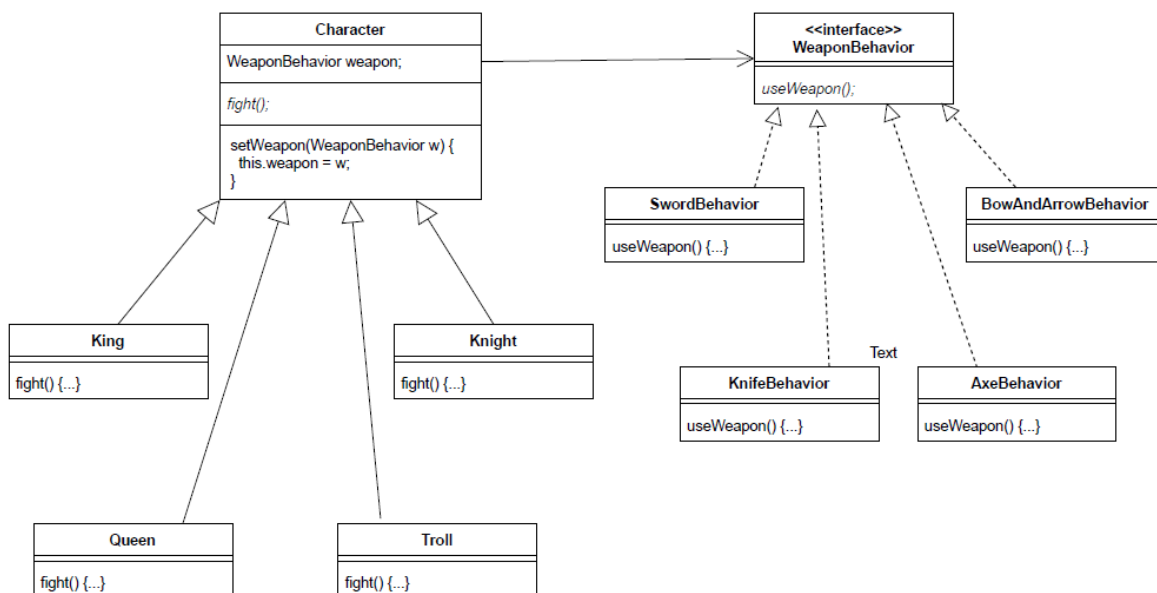 Character
WeaponBehavior weapon;
fight();
setWeapon(WeaponBehavior w) {
this.weapon = w;
}
<<interface>>
WeaponBehavior
useWeapon();
SwordBehavior
useWeapon() {...}
BowAndArrowBehavior
useWeapon() {...}
King
fight() {...}
Knight
fight() {...}
Text
KnifeBehavior
useWeapon() {...}
AxeBehavior
useWeapon() {...}
Queen
fight() {...}
Troll
fight() {...}